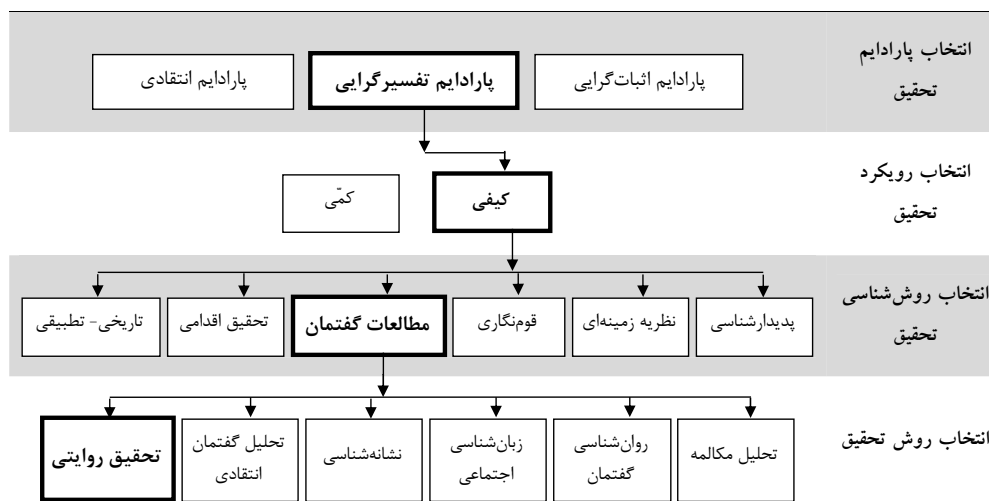 انتخاب پارادایم
تحقیق
پارادایم اثبات‌گرایی
پارادایم تفسیرگرایی
پارادایم انتقادی
انتخاب رویکرد
تحقیق
کیفی
کمّی
انتخاب روش‌شناسی
تحقیق
پدیدارشناسی
نظریه زمینه‌ای
قوم‌نگاری
مطالعات گفتمان
تحقیق اقدامی
تاریخی- تطبیقی
انتخاب روش تحقیق
تحلیل مکالمه
روان‌شناسی
گفتمان
زبان‌شناسی
اجتماعی
نشانه‌شناسی
تحلیل گفتمان
انتقادی
تحقیق روایتی